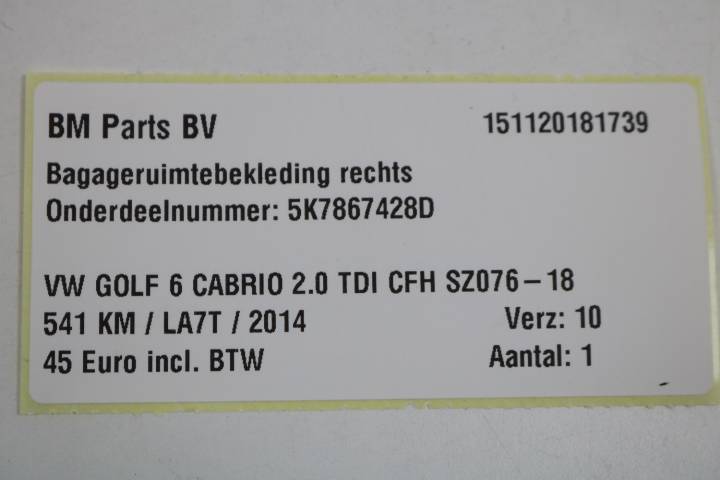 BM Parts BV 151120181739
Bagageruimtebekleding rechts
Onderdeelnummer: 5K7867428D
VW GOLF 6 CABRIO 2.0 TDI CFH SZ076-18
541 KM / LA7T / 2014 Verz: 10
45 Euro incl. BTW Aantal: 1